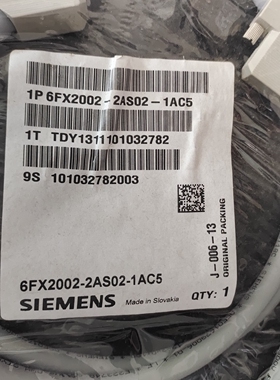 1P 6FX2002-2AS02-1AC5
1T TDY1311101032782
9S 101032782003
J-006-13
ORIGINAL PACKING
6FX2002-2AS02-1AC5
SIEMENS
Made in Slovakia
QTY: 1